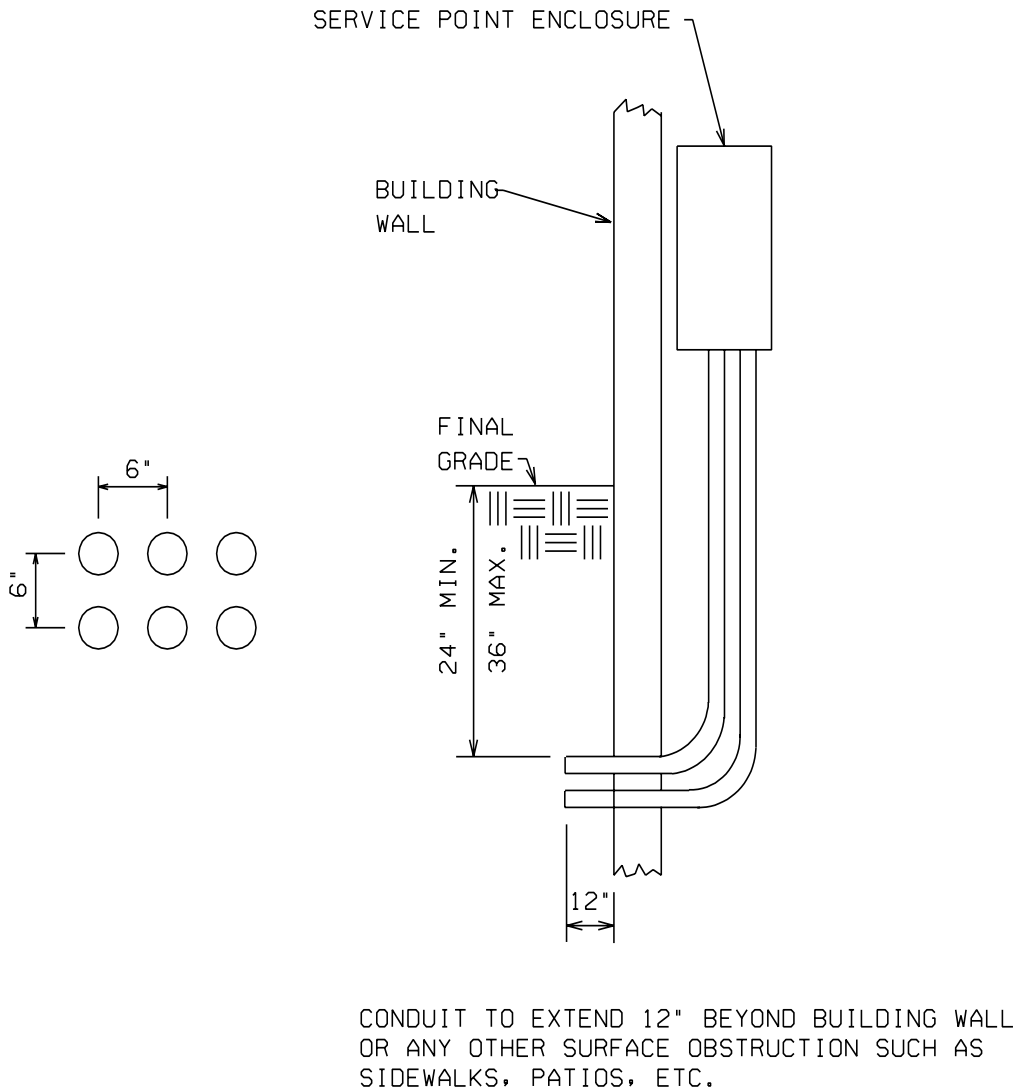 SERVICE POINT ENCLOSURE
BUILDING
WALL
FINAL
GRADE
6"
6"
24" MIN.
36" MAX.
12"
CONDUIT TO EXTEND 12" BEYOND BUILDING WALL
OR ANY OTHER SURFACE OBSTRUCTION SUCH AS
SIDEWALKS, PATIOS, ETC.